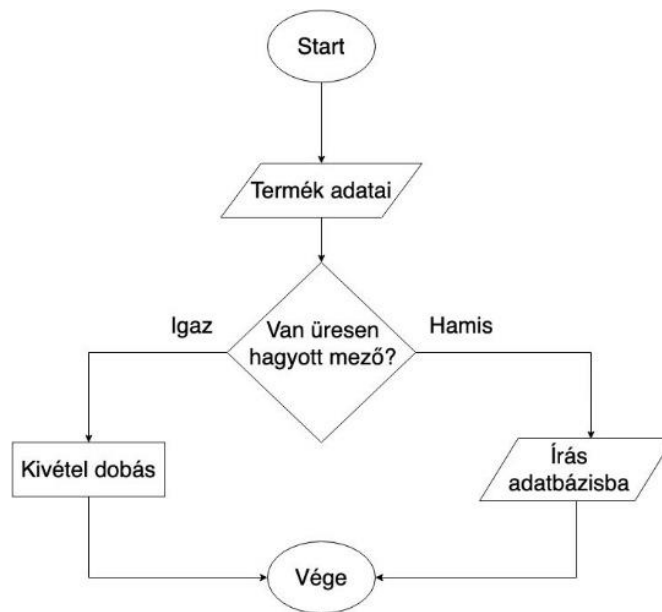 Start
Termék adatai
Igaz
Van üresen
hagyott mező?
Hamis
Kivétel dobás
Írás
adatbázisba
Vége